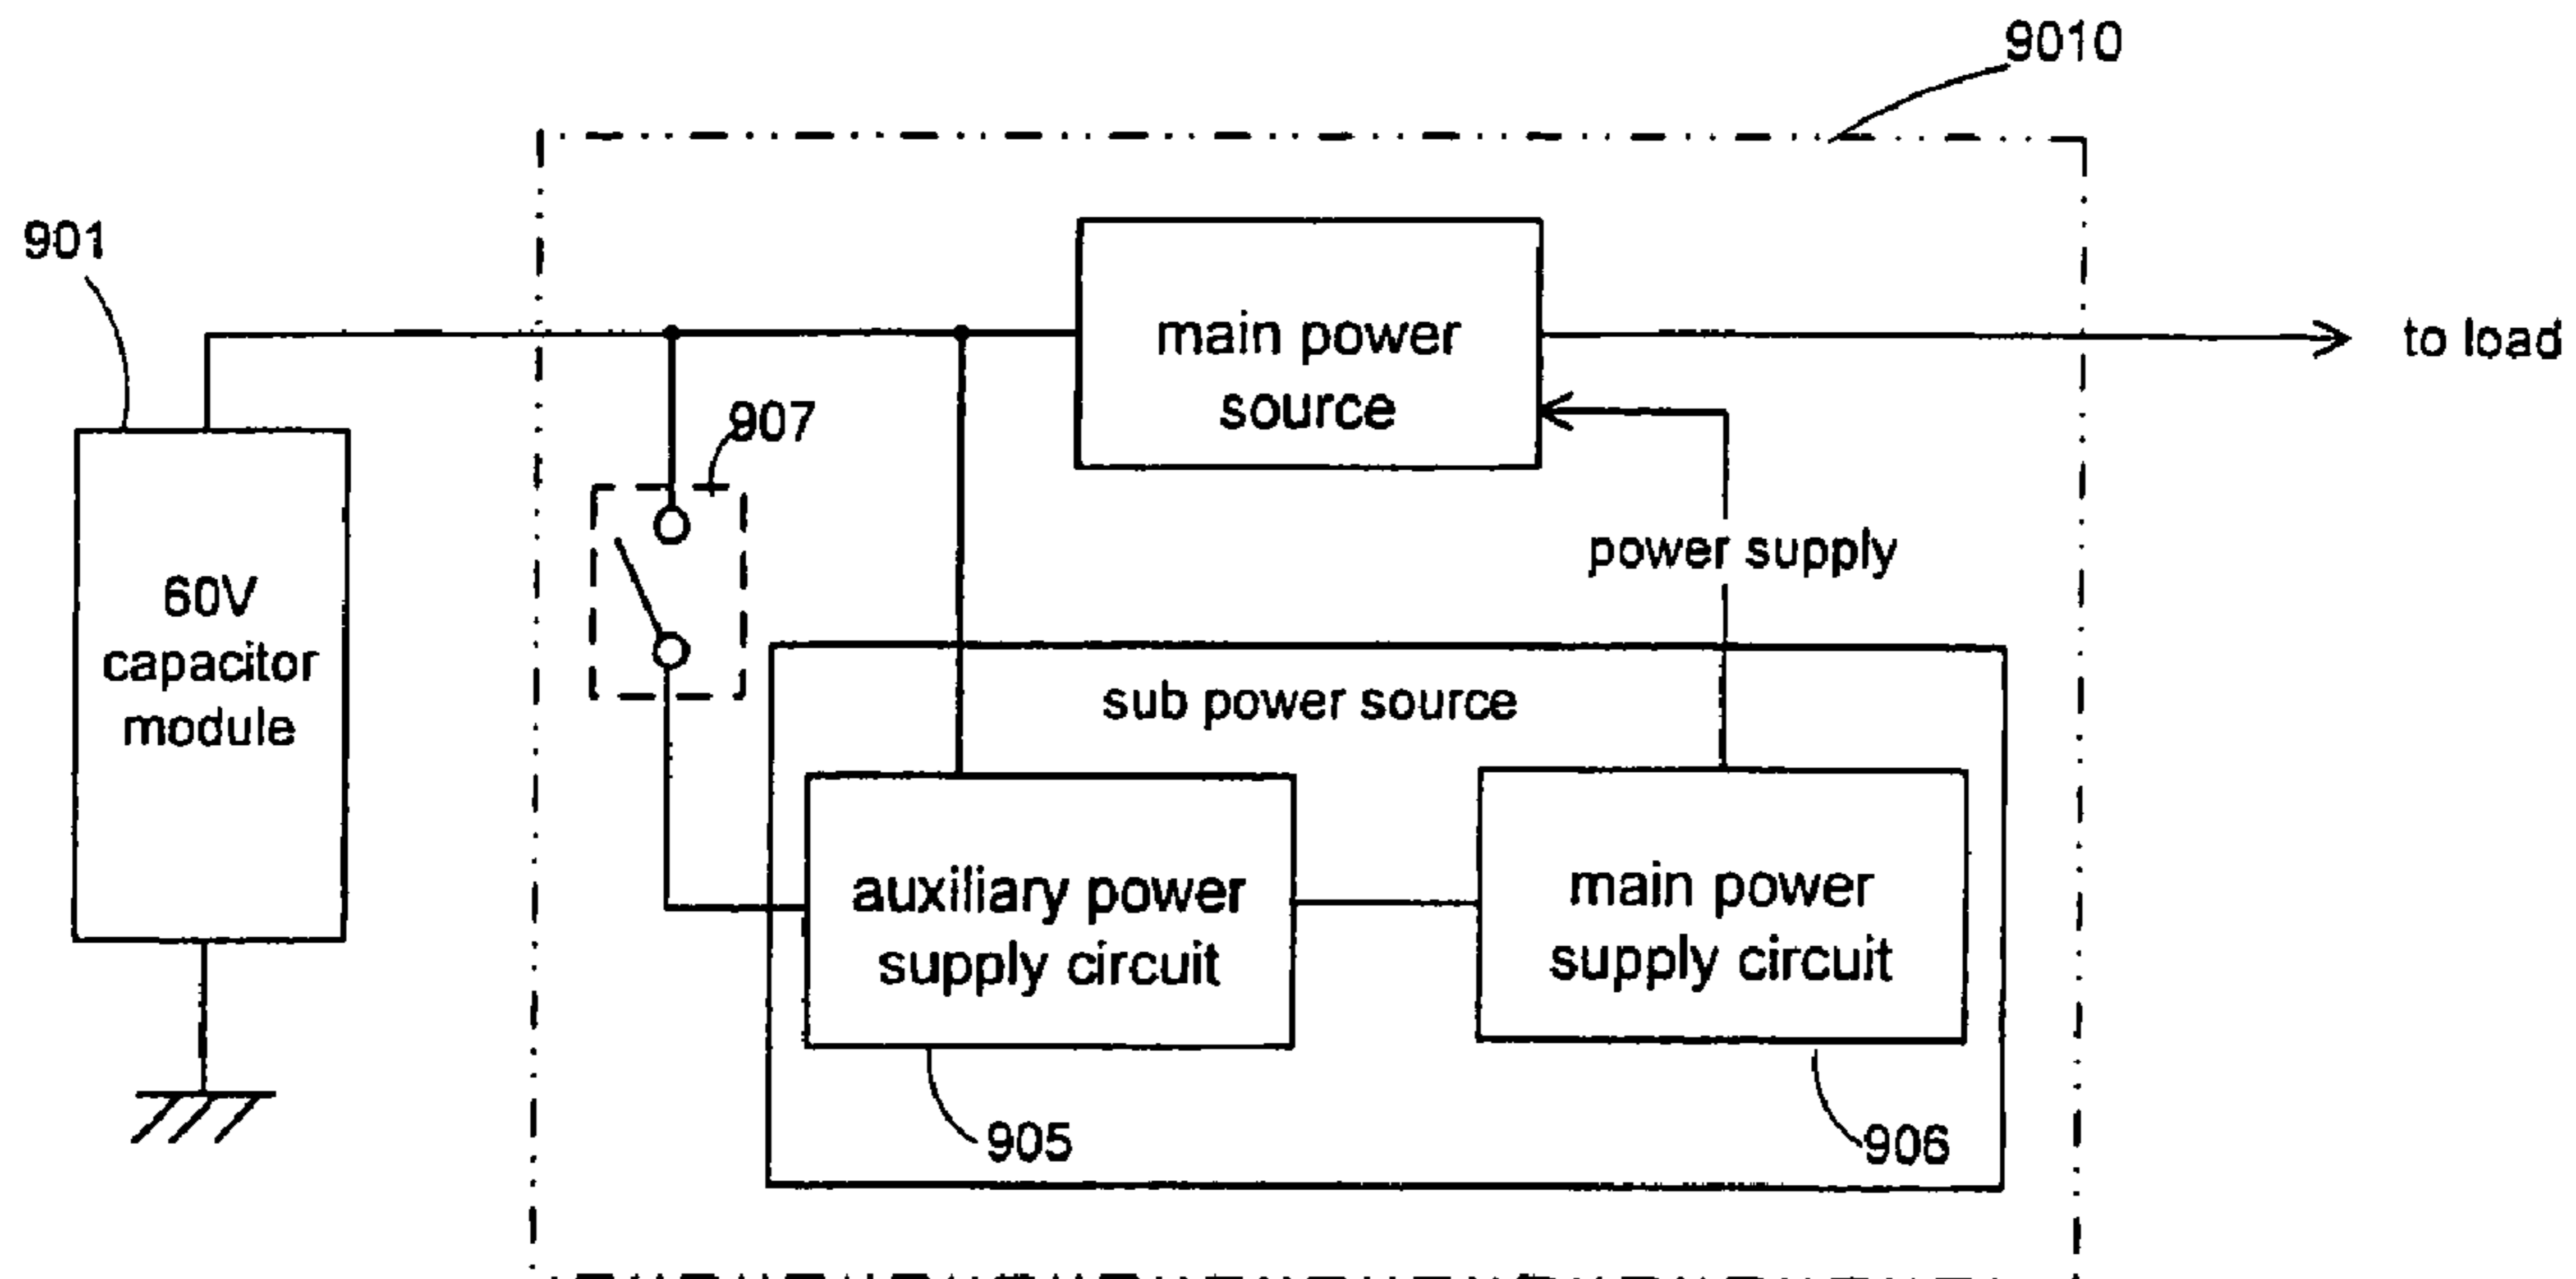 9010
901
main power
source
to load
907
60V
capacitor
module
power supply
sub power source
auxiliary power
supply circuit
main power
supply circuit
905
906